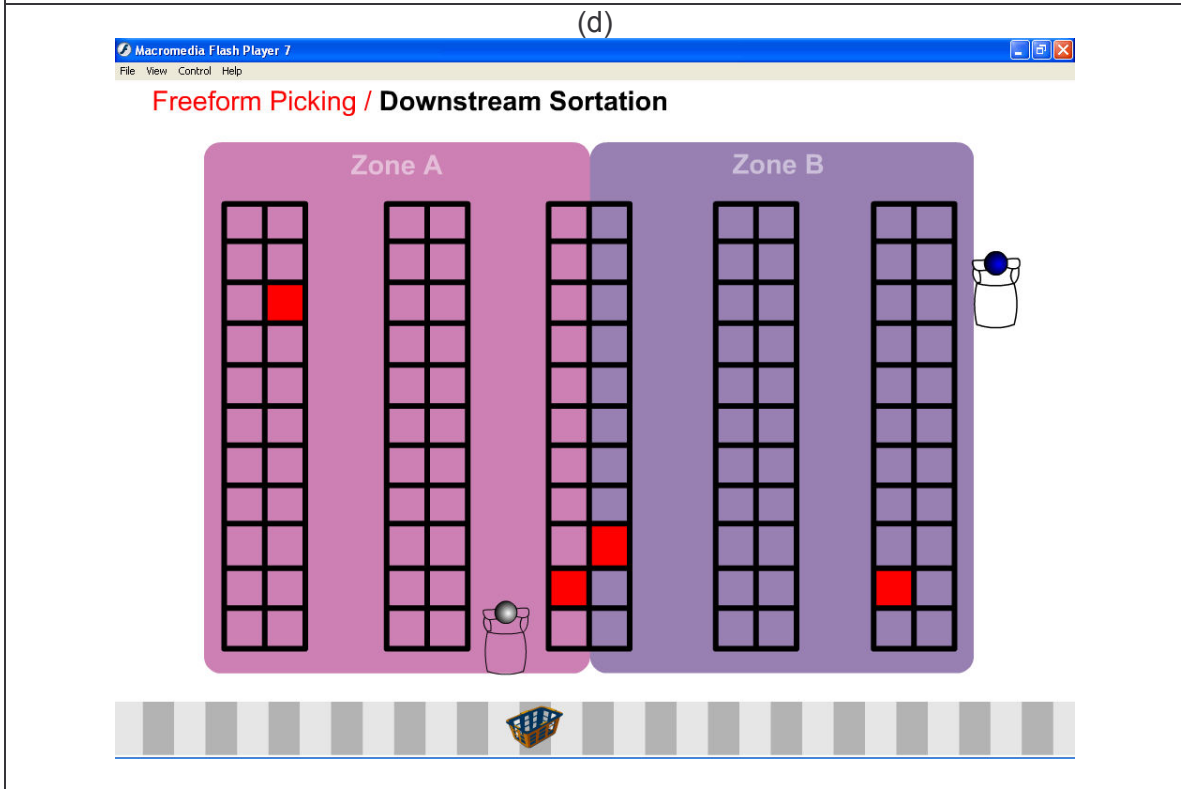 (d)
Macromedia Flash Player 7
File View Control Help
Freeform Picking / Downstream Sortation
Zone A
Zone B